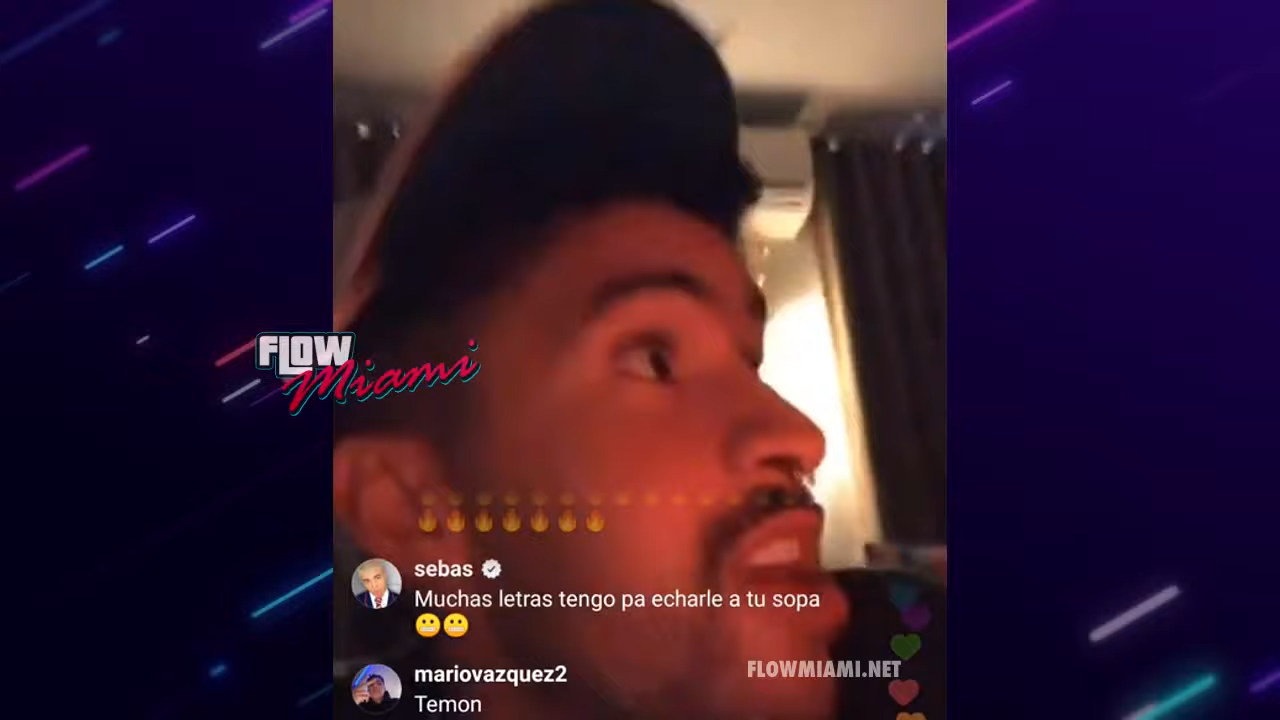 FLOW
Miami
🔥🔥🔥🔥🔥🔥🔥
sebas
Muchas letras tengo pa echarle a tu sopa
😬😬
mariovazquez2
Temon
FLOWMIAMI.NET